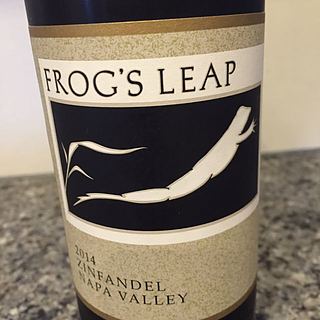 FROG'S LEAP
2014
ZINFANDEL
NAPA VALLEY